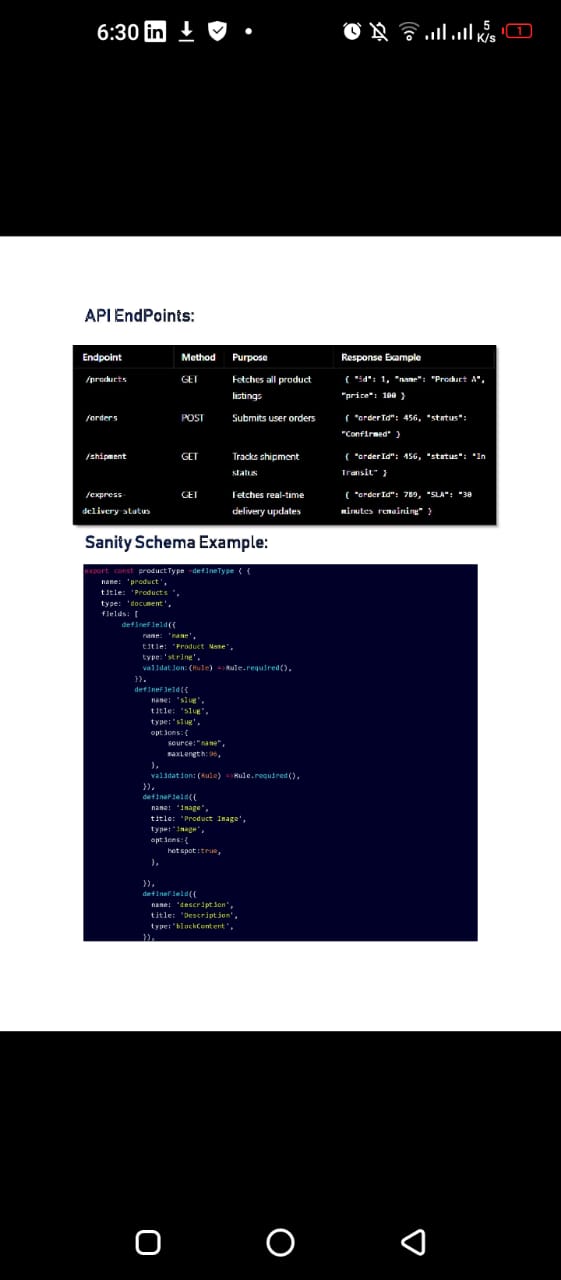 6:30 in 5 K/s 1
API EndPoints:
Endpoint Method Purpose Response Example
/products GET Fetches all product { "id": 1, "name": "Product A",
listings "price": 100 }
/orders POST Submits user orders { "orderId": 456, "status":
"Confirmed" }
/shipment GET Tracks shipment { "orderId": 456, "status": "In
status Transit" }
/express- GET Fetches real-time { "orderId": 789, "SLA": "30
delivery-status delivery updates minutes remaining" }
Sanity Schema Example:
export const productType =defineType ( {
name: 'product',
title: 'Products ',
type: 'document',
fields: [
defineField({
name: 'name',
title: 'Product Name',
type:'string',
validation:(Rule) =>Rule.required(),
}),
defineField({
name: 'slug',
title: 'Slug',
type:'slug',
options:{
source:"name",
maxLength:96,
},
validation:(Rule) =>Rule.required(),
}),
defineField({
name: 'image',
title: 'Product Image',
type:'image',
options:{
hotspot:true,
},
}),
defineField({
name: 'description',
title: 'Description',
type:'blockContent',
}),